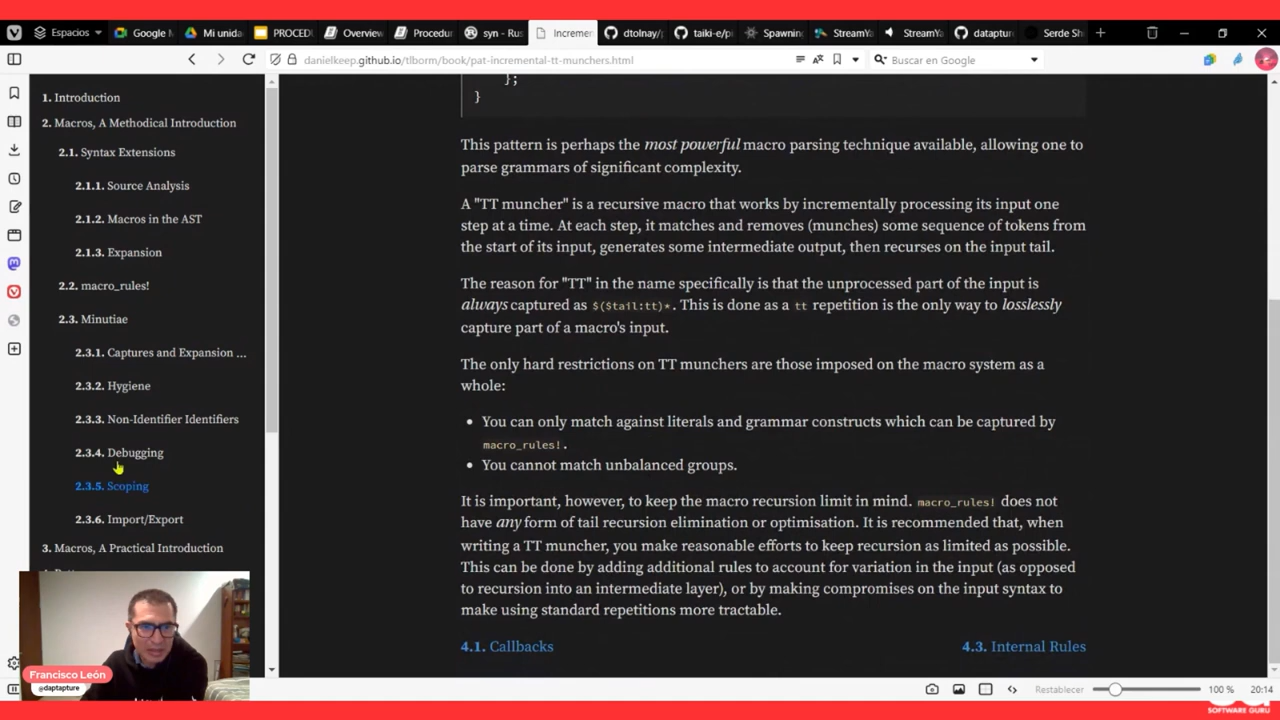 Espacios
Google M
Mi unida
PROCEDU
Overview
Procedur
syn - Rus
Increme
dtolnay/
taiki-e/p
Spawnin
StreamYa
StreamYa
dataptur
Serde Sh
danielkeep.github.io/tlborm/book/pat-incremental-tt-munchers.html
Buscar en Google
1. Introduction
2. Macros, A Methodical Introduction
2.1. Syntax Extensions
2.1.1. Source Analysis
2.1.2. Macros in the AST
2.1.3. Expansion
2.2. macro_rules!
2.3. Minutiae
2.3.1. Captures and Expansion ...
2.3.2. Hygiene
2.3.3. Non-Identifier Identifiers
2.3.4. Debugging
2.3.5. Scoping
2.3.6. Import/Export
3. Macros, A Practical Introduction
};
}
This pattern is perhaps the most powerful macro parsing technique available, allowing one to
parse grammars of significant complexity.
A "TT muncher" is a recursive macro that works by incrementally processing its input one
step at a time. At each step, it matches and removes (munches) some sequence of tokens from
the start of its input, generates some intermediate output, then recurses on the input tail.
The reason for "TT" in the name specifically is that the unprocessed part of the input is
always captured as $($tail:tt)*. This is done as a tt repetition is the only way to losslessly
capture part of a macro's input.
The only hard restrictions on TT munchers are those imposed on the macro system as a
whole:
• You can only match against literals and grammar constructs which can be captured by
macro_rules!.
• You cannot match unbalanced groups.
It is important, however, to keep the macro recursion limit in mind. macro_rules! does not
have any form of tail recursion elimination or optimisation. It is recommended that, when
writing a TT muncher, you make reasonable efforts to keep recursion as limited as possible.
This can be done by adding additional rules to account for variation in the input (as opposed
to recursion into an intermediate layer), or by making compromises on the input syntax to
make using standard repetitions more tractable.
4.1. Callbacks
4.3. Internal Rules
Francisco León
@daptapture
Restablecer
100 %
20:14
SOFTWARE GURU